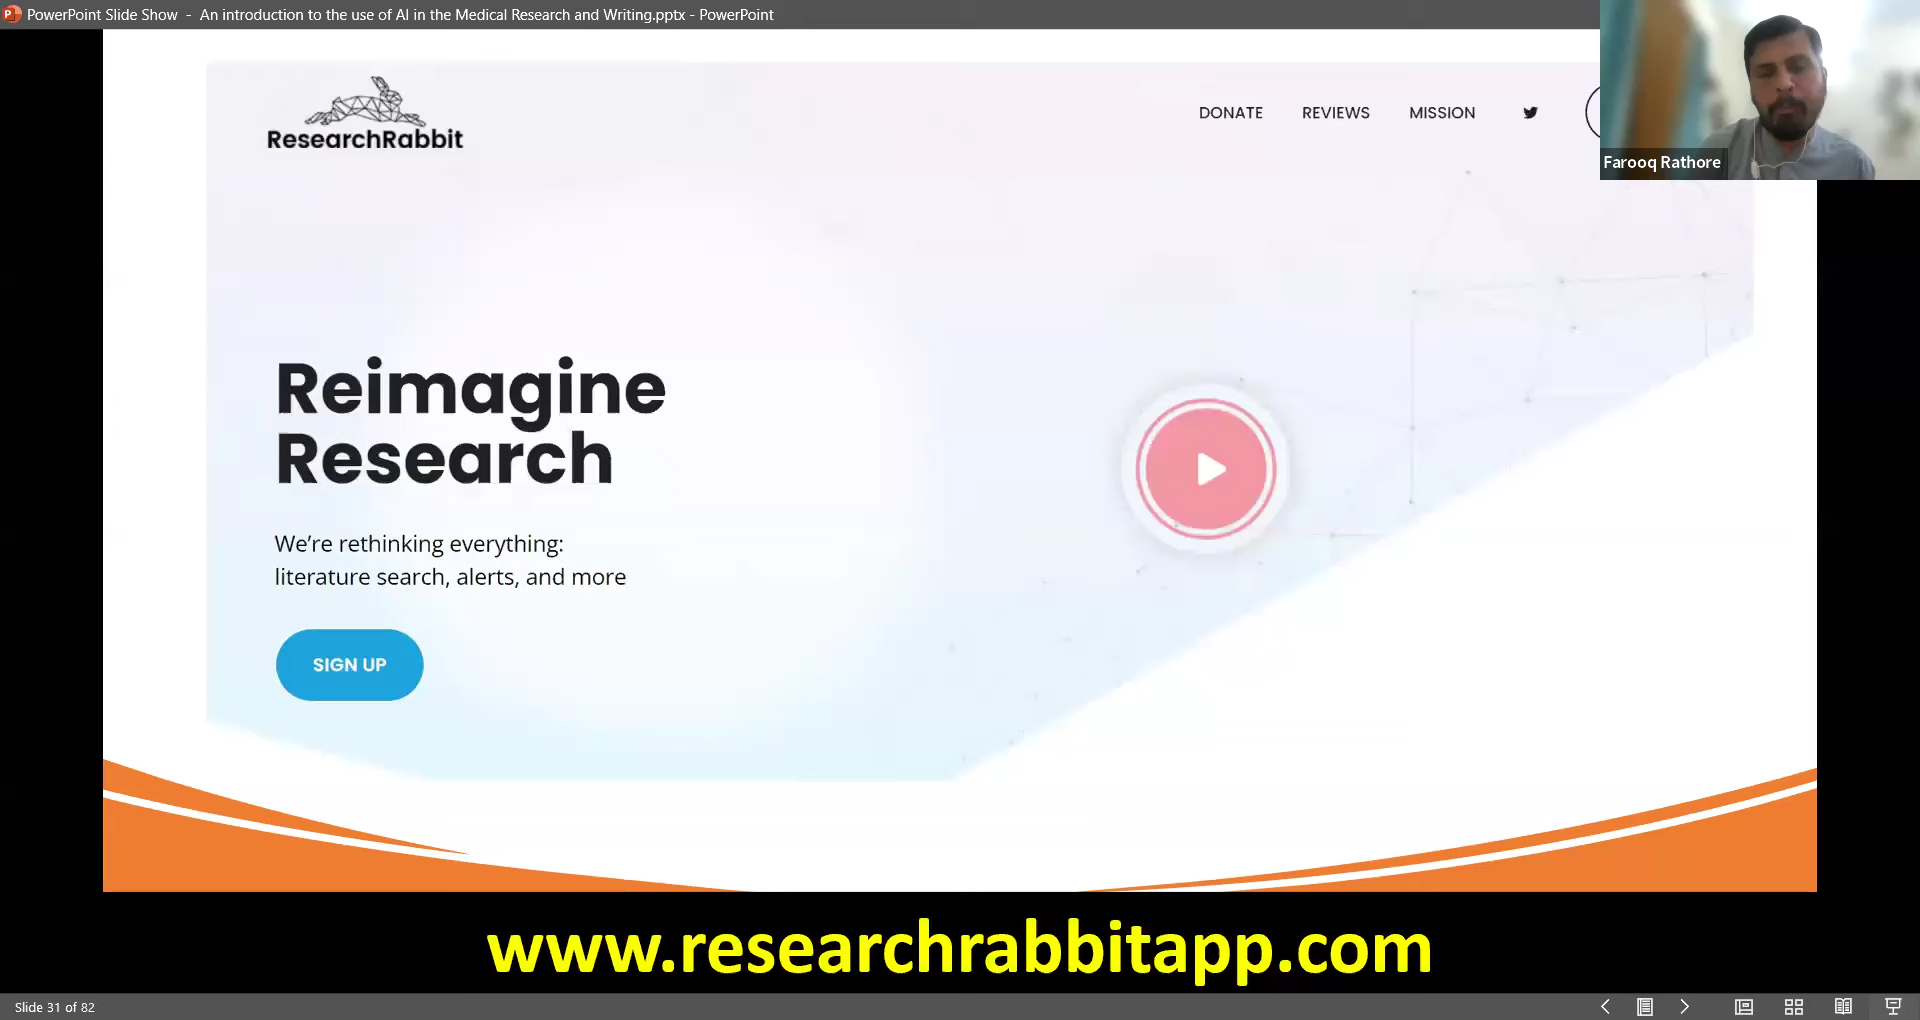 PowerPoint Slide Show - An introduction to the use of AI in the Medical Research and Writing.pptx - PowerPoint
ResearchRabbit
DONATE REVIEWS MISSION
Farooq Rathore
Reimagine
Research
We’re rethinking everything:
literature search, alerts, and more
SIGN UP
www.researchrabbitapp.com
Slide 31 of 82